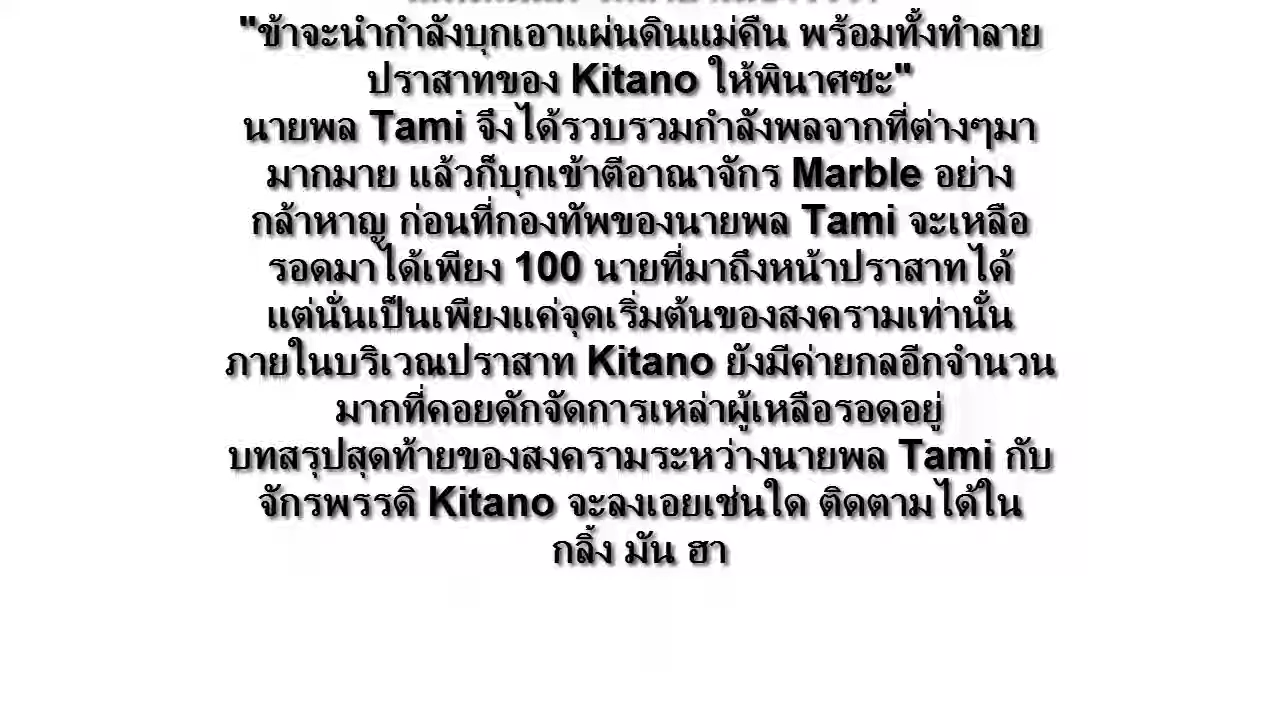 "ข้าจะนำกำลังบุกเอาแผ่นดินแม่คืน พร้อมทั้งทำลาย
ปราสาทของ Kitano ให้พินาศซะ"
นายพล Tami จึงได้รวบรวมกำลังพลจากที่ต่างๆมา
มากมาย แล้วก็บุกเข้าตีอาณาจักร Marble อย่าง
กล้าหาญ ก่อนที่กองทัพของนายพล Tami จะเหลือ
รอดมาได้เพียง 100 นายที่มาถึงหน้าปราสาทได้
แต่นั่นเป็นเพียงแค่จุดเริ่มต้นของสงครามเท่านั้น
ภายในบริเวณปราสาท Kitano ยังมีค่ายกลอีกจำนวน
มากที่คอยดักจัดการเหล่าผู้เหลือรอดอยู่
บทสรุปสุดท้ายของสงครามระหว่างนายพล Tami กับ
จักรพรรดิ Kitano จะลงเอยเช่นใด ติดตามได้ใน
กลิ้ง มัน ฮา